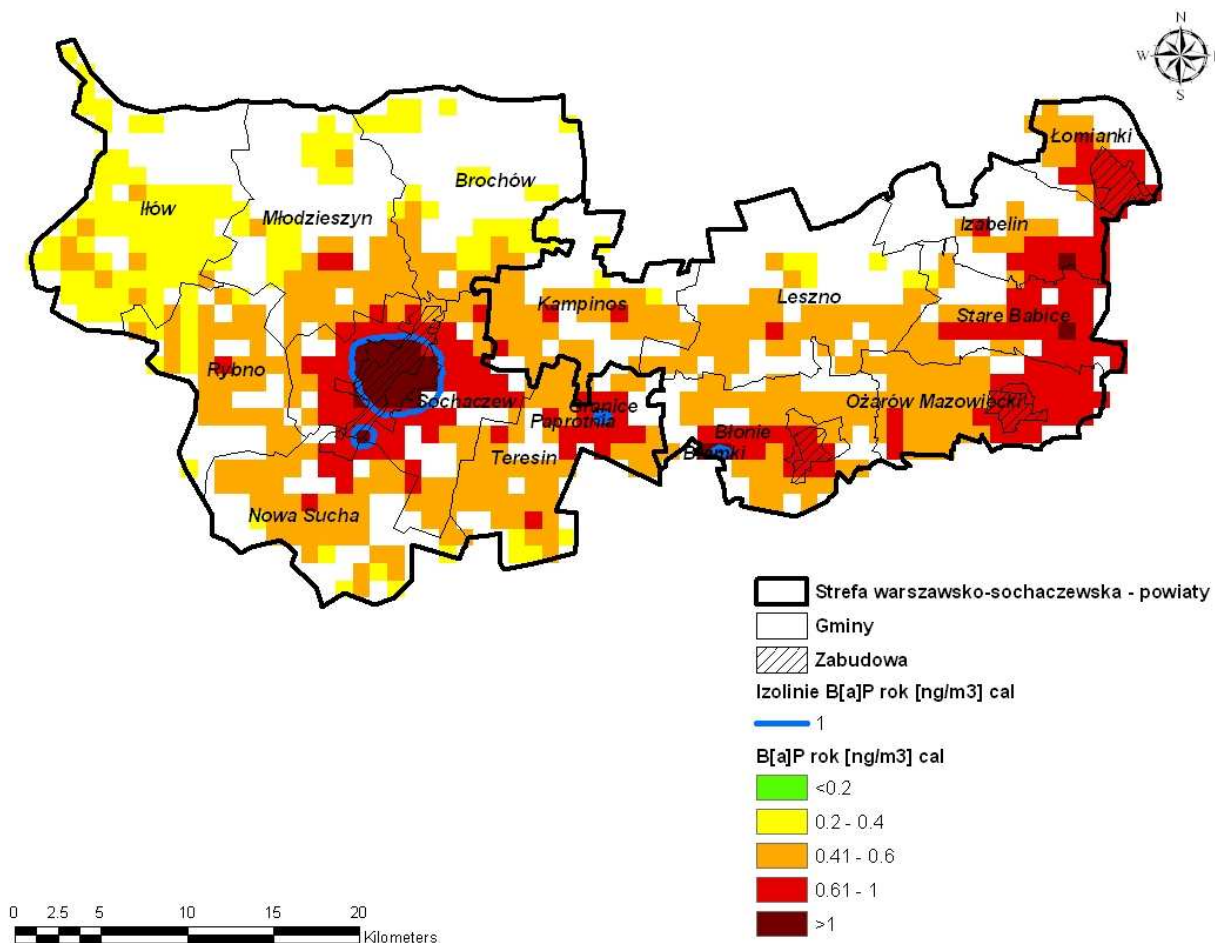 N
W
S
Łomianki
Brochów
Iłów
Młodzieszyn
Izabelin
Kampinos
Leszno
Stare Babice
Rybno
Sochaczew
Granice
Paprotnia
Ożarów Mazowiecki
Błonie
Bramki
Teresin
Nowa Sucha
Strefa warszawsko-sochaczewska - powiaty
Gminy
Zabudowa
Izolinie B[a]P rok [ng/m3] cal
1
B[a]P rok [ng/m3] cal
<0.2
0.2 - 0.4
0.41 - 0.6
0.61 - 1
>1
0 2.5 5 10 15 20
Kilometers